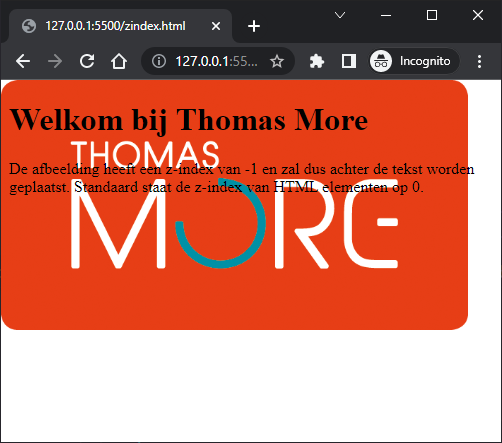 127.0.0.1:5500/zindex.html
127.0.0.1:55...
Incognito
Welkom bij Thomas More
THOMAS
De afbeelding heeft een z-index van -1 en zal dus achter de tekst worden
geplaatst. Standaard staat de z-index van HTML elementen op 0.
MORE